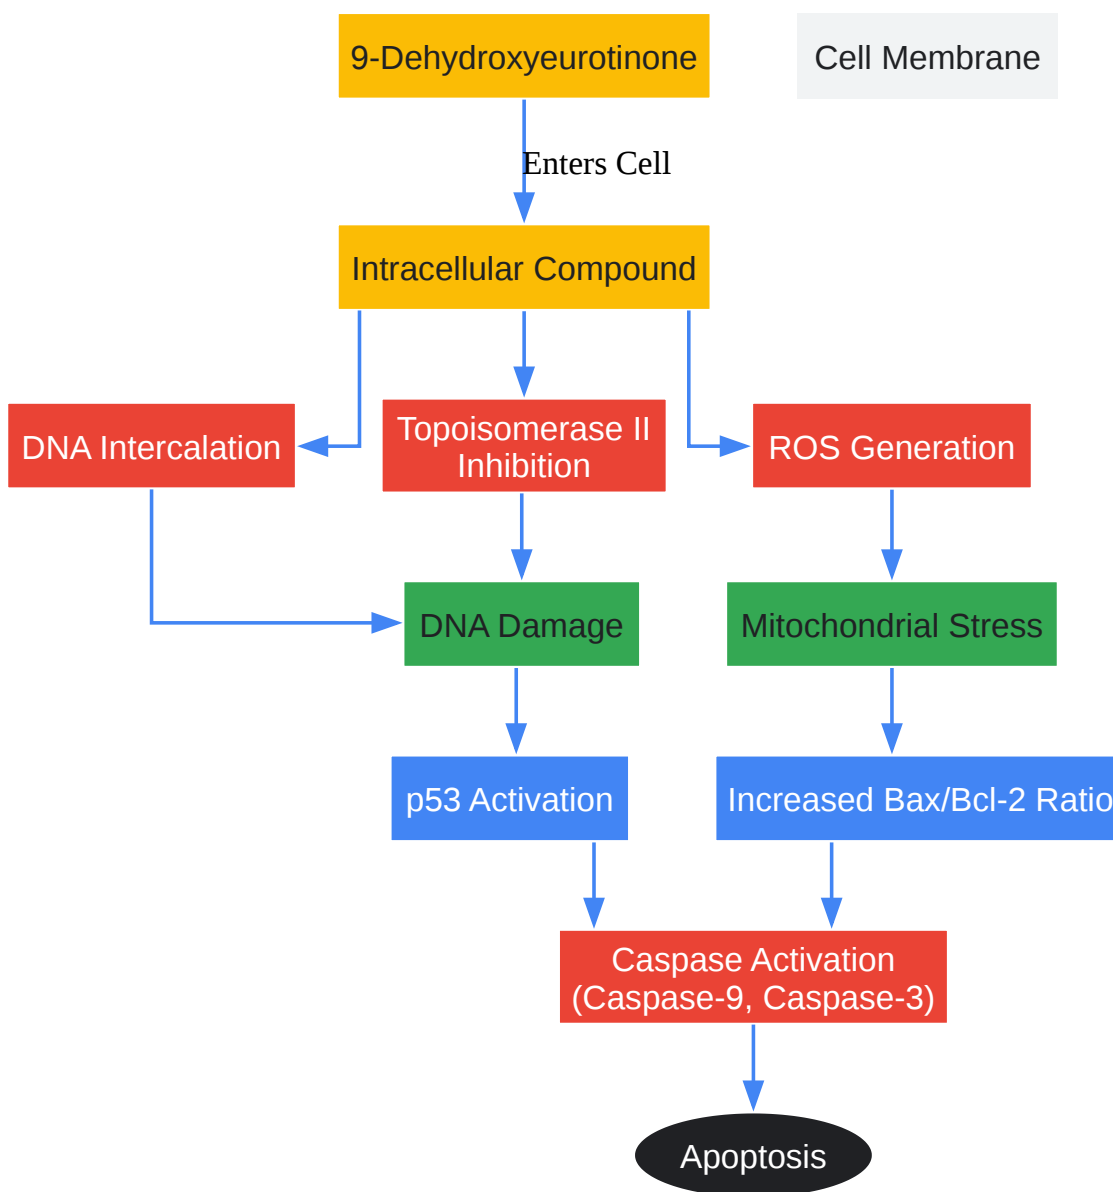 9-Dehydroxyeurotinone
Cell Membrane
Enters Cell
Intracellular Compound
DNA Intercalation
Topoisomerase II
Inhibition
ROS Generation
DNA Damage
Mitochondrial Stress
p53 Activation
Increased Bax/Bcl-2 Ratio
Caspase Activation
(Caspase-9, Caspase-3)
Apoptosis